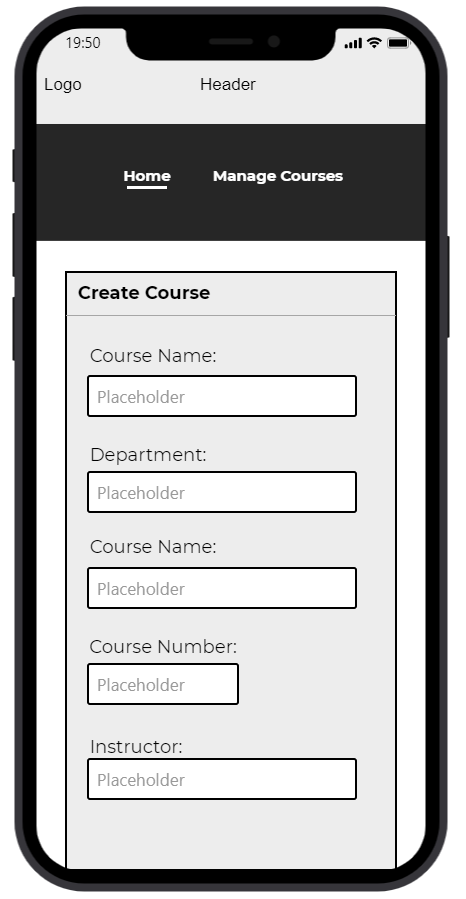 19:50
Logo Header
Home Manage Courses
Create Course
Course Name:
Placeholder
Department:
Placeholder
Course Name:
Placeholder
Course Number:
Placeholder
Instructor:
Placeholder